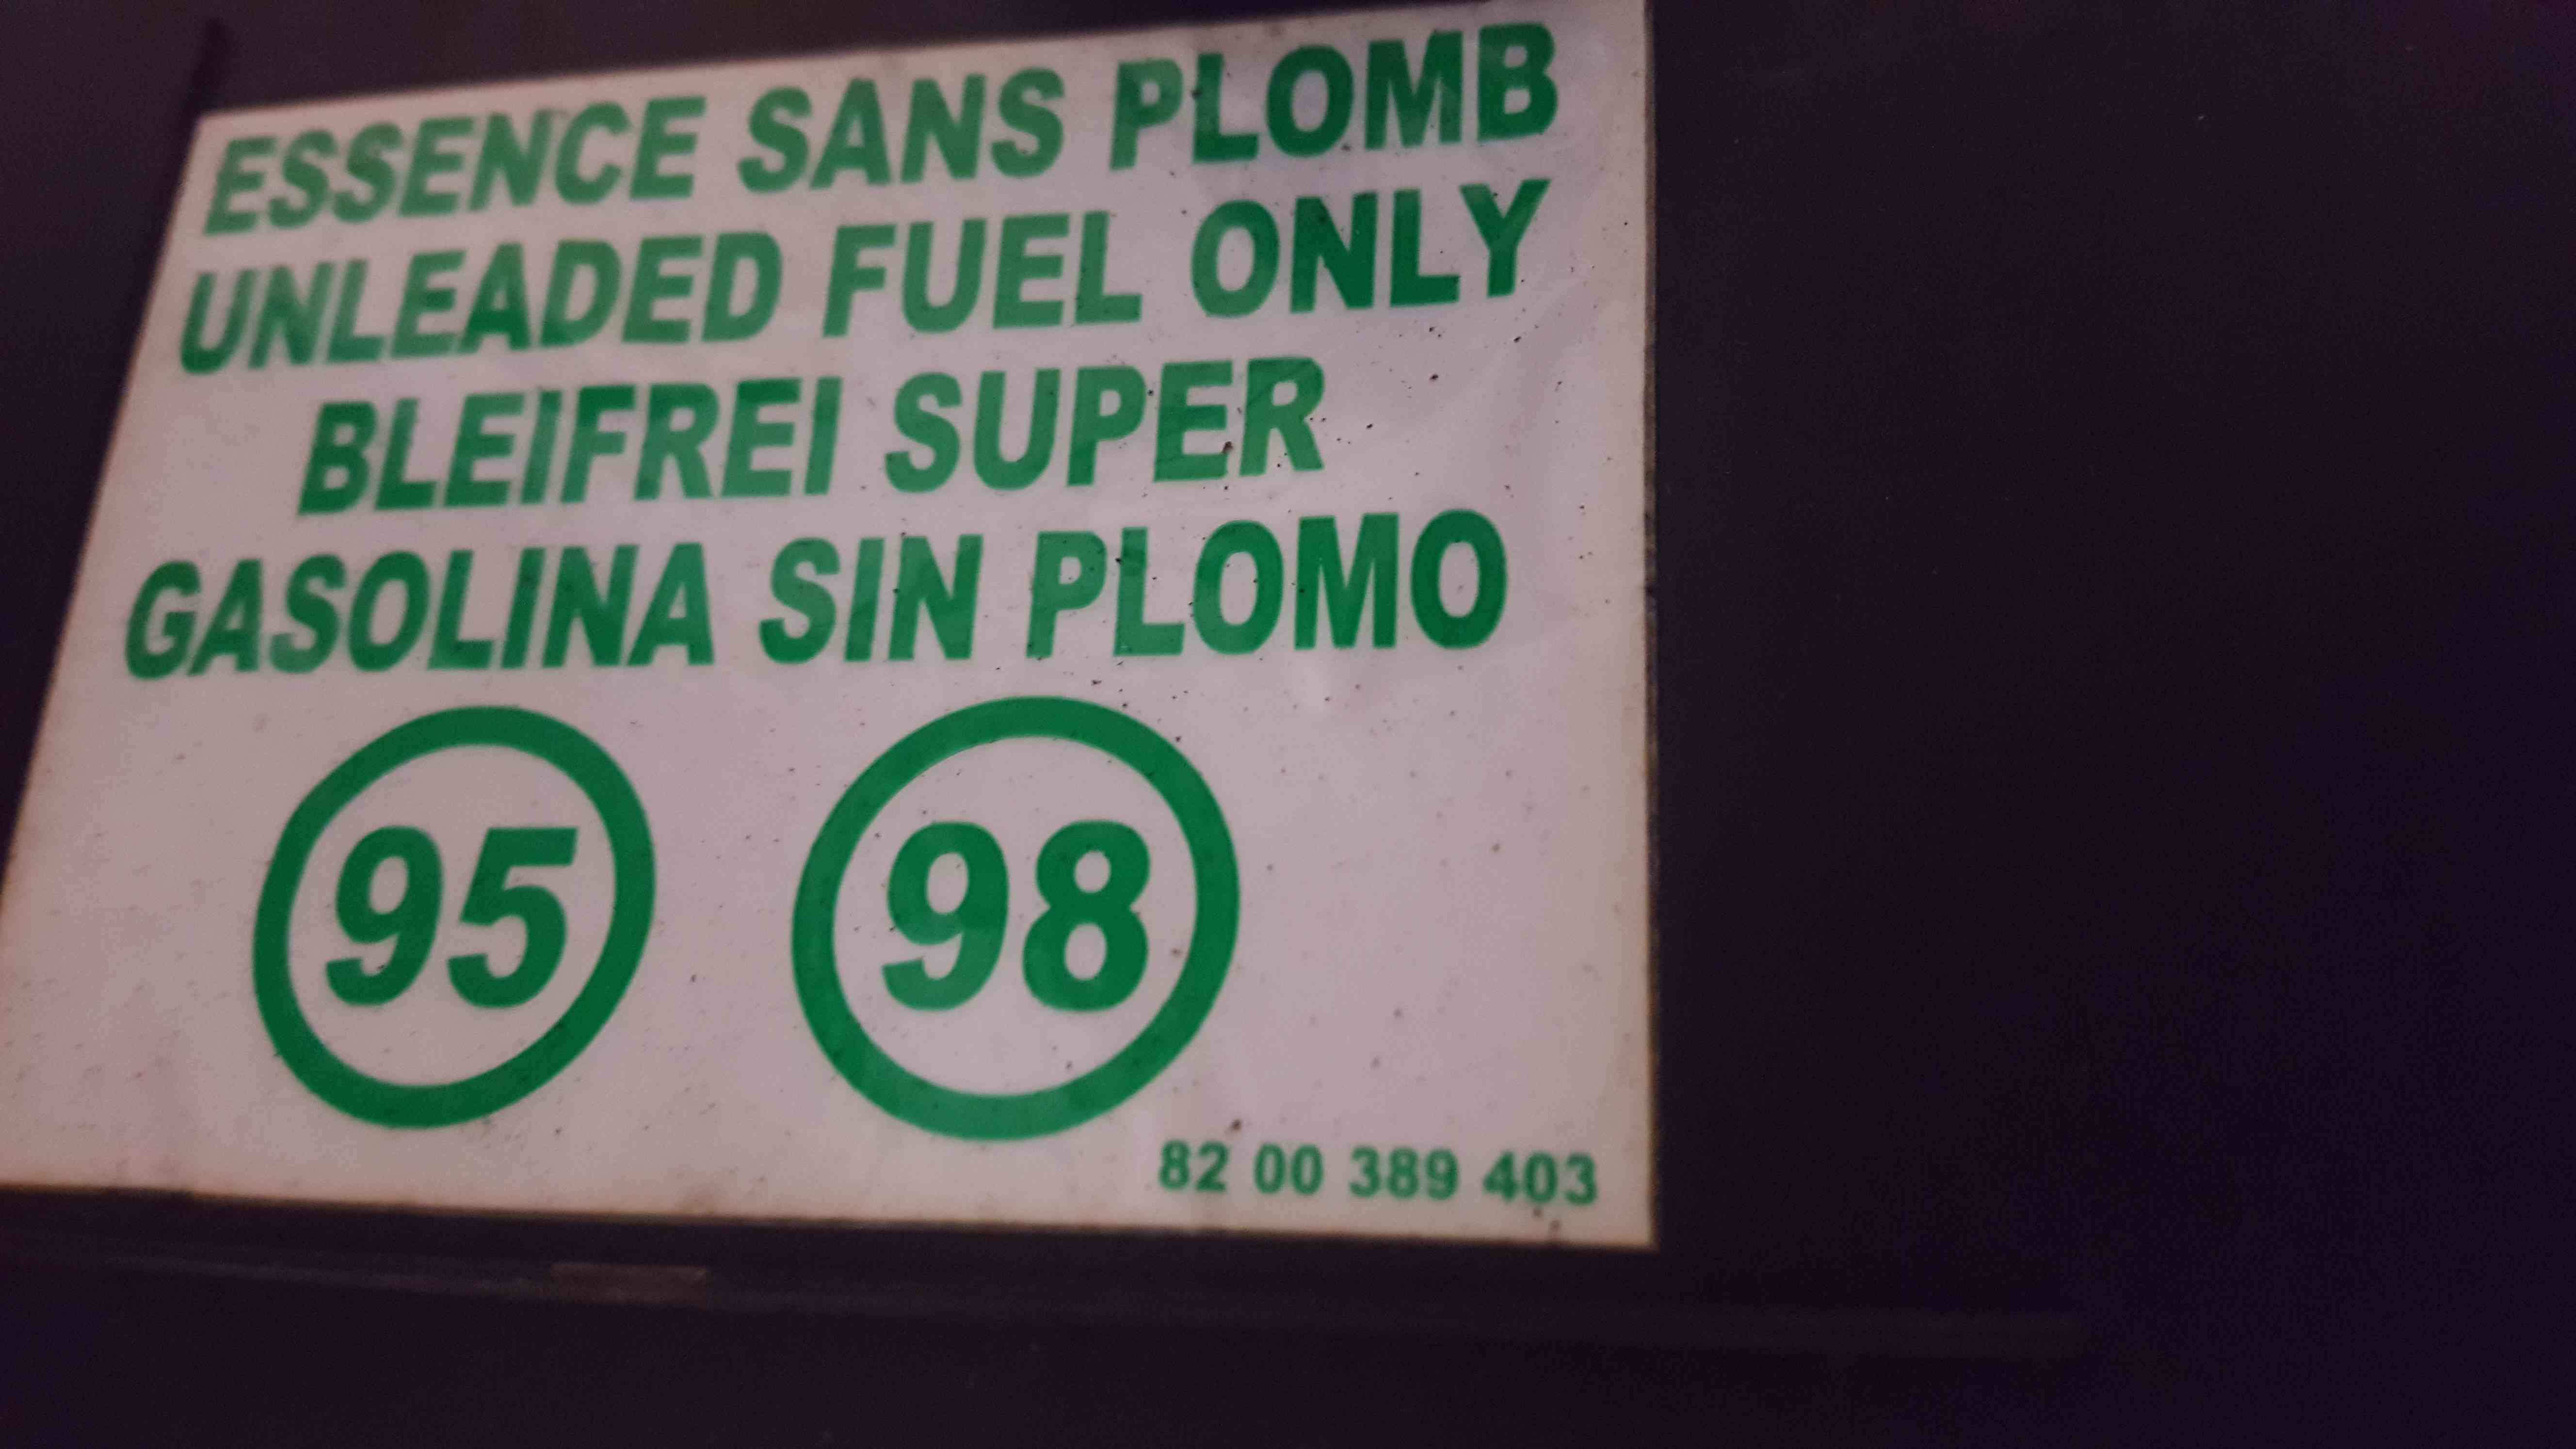 ESSENCE SANS PLOMB
UNLEADED FUEL ONLY
BLEIFREI SUPER
GASOLINA SIN PLOMO
95 98
82 00 389 403